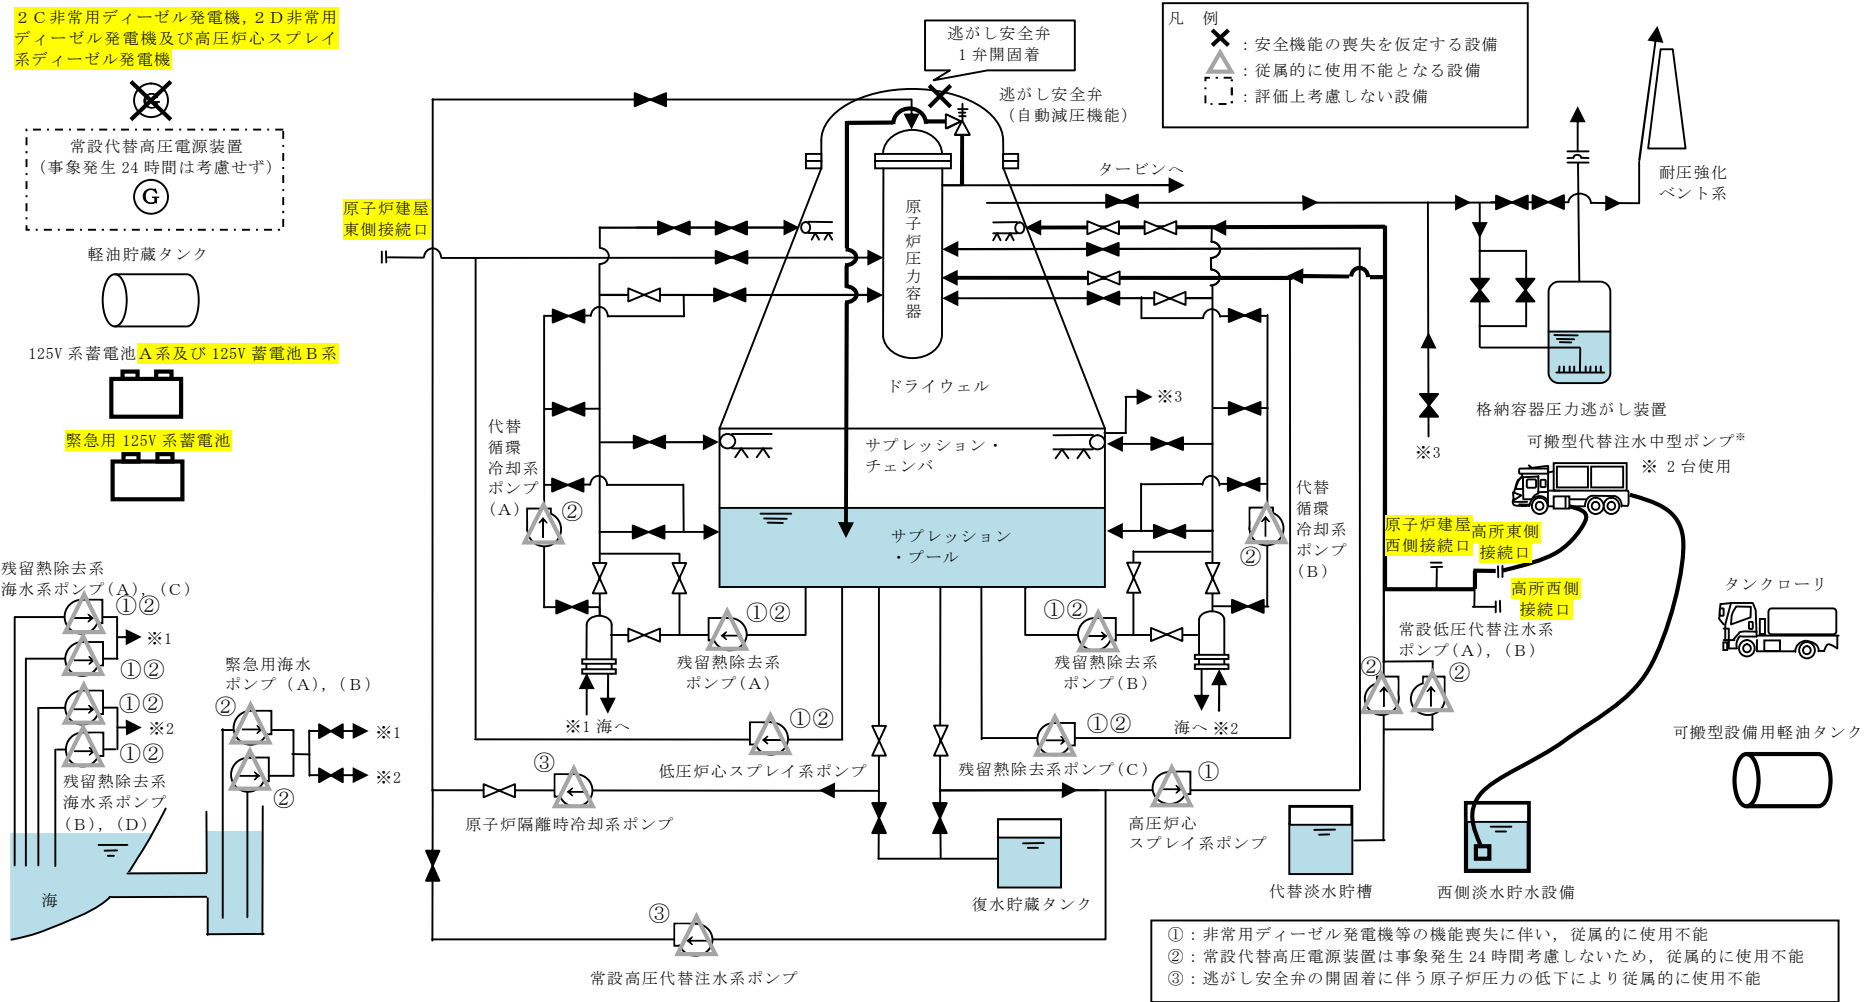 ２Ｃ非常用ディーゼル発電機，２Ｄ非常用
ディーゼル発電機及び高圧炉心スプレイ
系ディーゼル発電機
G
常設代替高圧電源装置
（事象発生 24 時間は考慮せず）
G
軽油貯蔵タンク
125V 系蓄電池Ａ系及び 125V 蓄電池Ｂ系
緊急用 125V 系蓄電池
原子炉建屋
東側接続口
逃がし安全弁
１弁開固着
逃がし安全弁
（自動減圧機能）
凡　例
：安全機能の喪失を仮定する設備
：従属的に使用不能となる設備
：評価上考慮しない設備
タービンへ
耐圧強化
ベント系
原子炉圧力容器
ドライウェル
※3
サプレッション・
チェンバ
サプレッション
・プール
代替
循環
冷却系
ポンプ
(A)
②
代替
循環
冷却系
ポンプ
(B)
②
※3
格納容器圧力逃がし装置
可搬型代替注水中型ポンプ※
※ ２台使用
原子炉建屋
西側接続口
高所東側
接続口
高所西側
接続口
タンクローリ
常設低圧代替注水系
ポンプ(A)，(B)
②
②
可搬型設備用軽油タンク
残留熱除去系
海水系ポンプ(A)，(C)
①②
※1
①②
①②
※2
①②
残留熱除去系
海水系ポンプ
(B)，(D)
緊急用海水
ポンプ(A)，(B)
②
※1
※2
②
海
残留熱除去系
ポンプ(A)
①②
※1 海へ
残留熱除去系
ポンプ(B)
①②
海へ ※2
①②
低圧炉心スプレイ系ポンプ
①②
残留熱除去系ポンプ(C)
③
原子炉隔離時冷却系ポンプ
①
高圧炉心
スプレイ系ポンプ
復水貯蔵タンク
代替淡水貯槽
西側淡水貯水設備
③
常設高圧代替注水系ポンプ
①：非常用ディーゼル発電機等の機能喪失に伴い，従属的に使用不能
②：常設代替高圧電源装置は事象発生 24 時間考慮しないため，従属的に使用不能
③：逃がし安全弁の開固着に伴う原子炉圧力の低下により従属的に使用不能